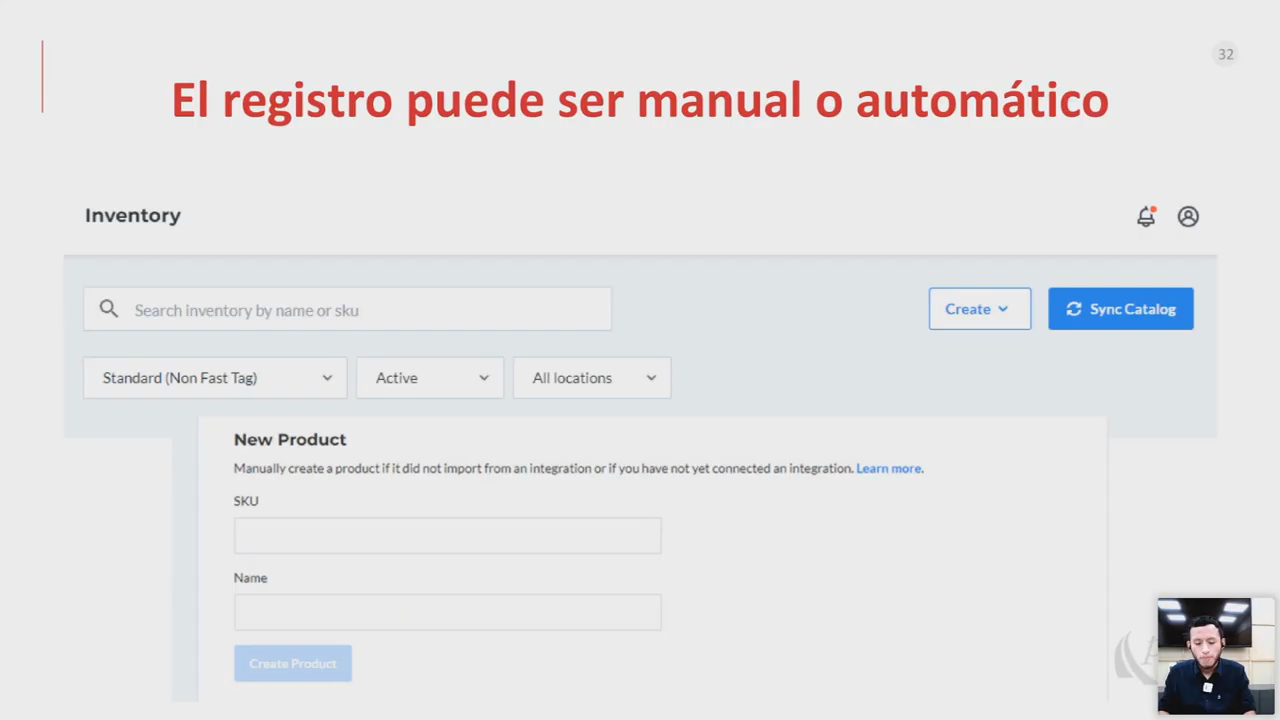 32
El registro puede ser manual o automático
Inventory
Search inventory by name or sku
Create
Sync Catalog
Standard (Non Fast Tag)
Active
All locations
New Product
Manually create a product if it did not import from an integration or if you have not yet connected an integration. Learn more.
SKU
Name
Create Product